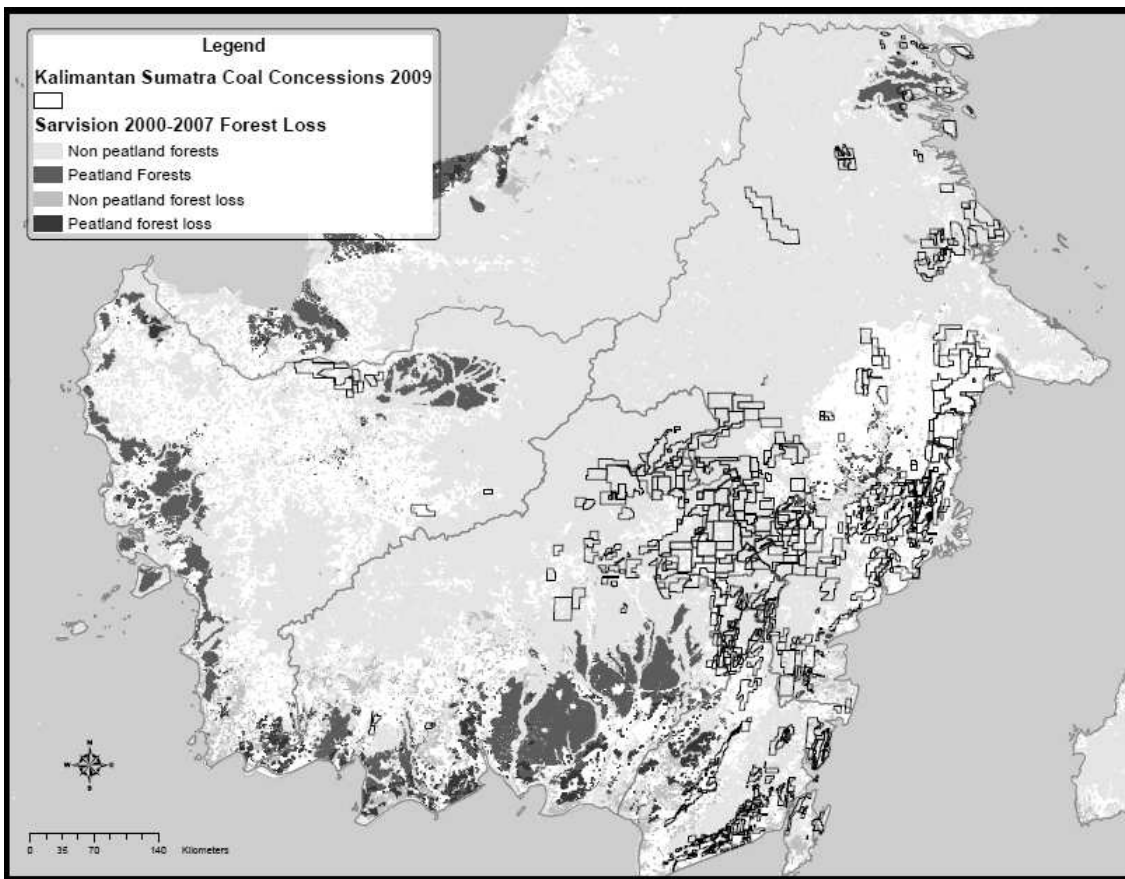 Legend
Kalimantan Sumatra Coal Concessions 2009
Sarvision 2000-2007 Forest Loss
Non peatland forests
Peatland Forests
Non peatland forest loss
Peatland forest loss
N
W E
S
0 35 70 140 Kilometers